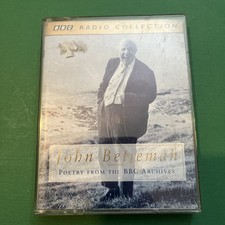 BBC RADIO COLLECTION
John Betjeman
POETRY FROM THE BBC ARCHIVES